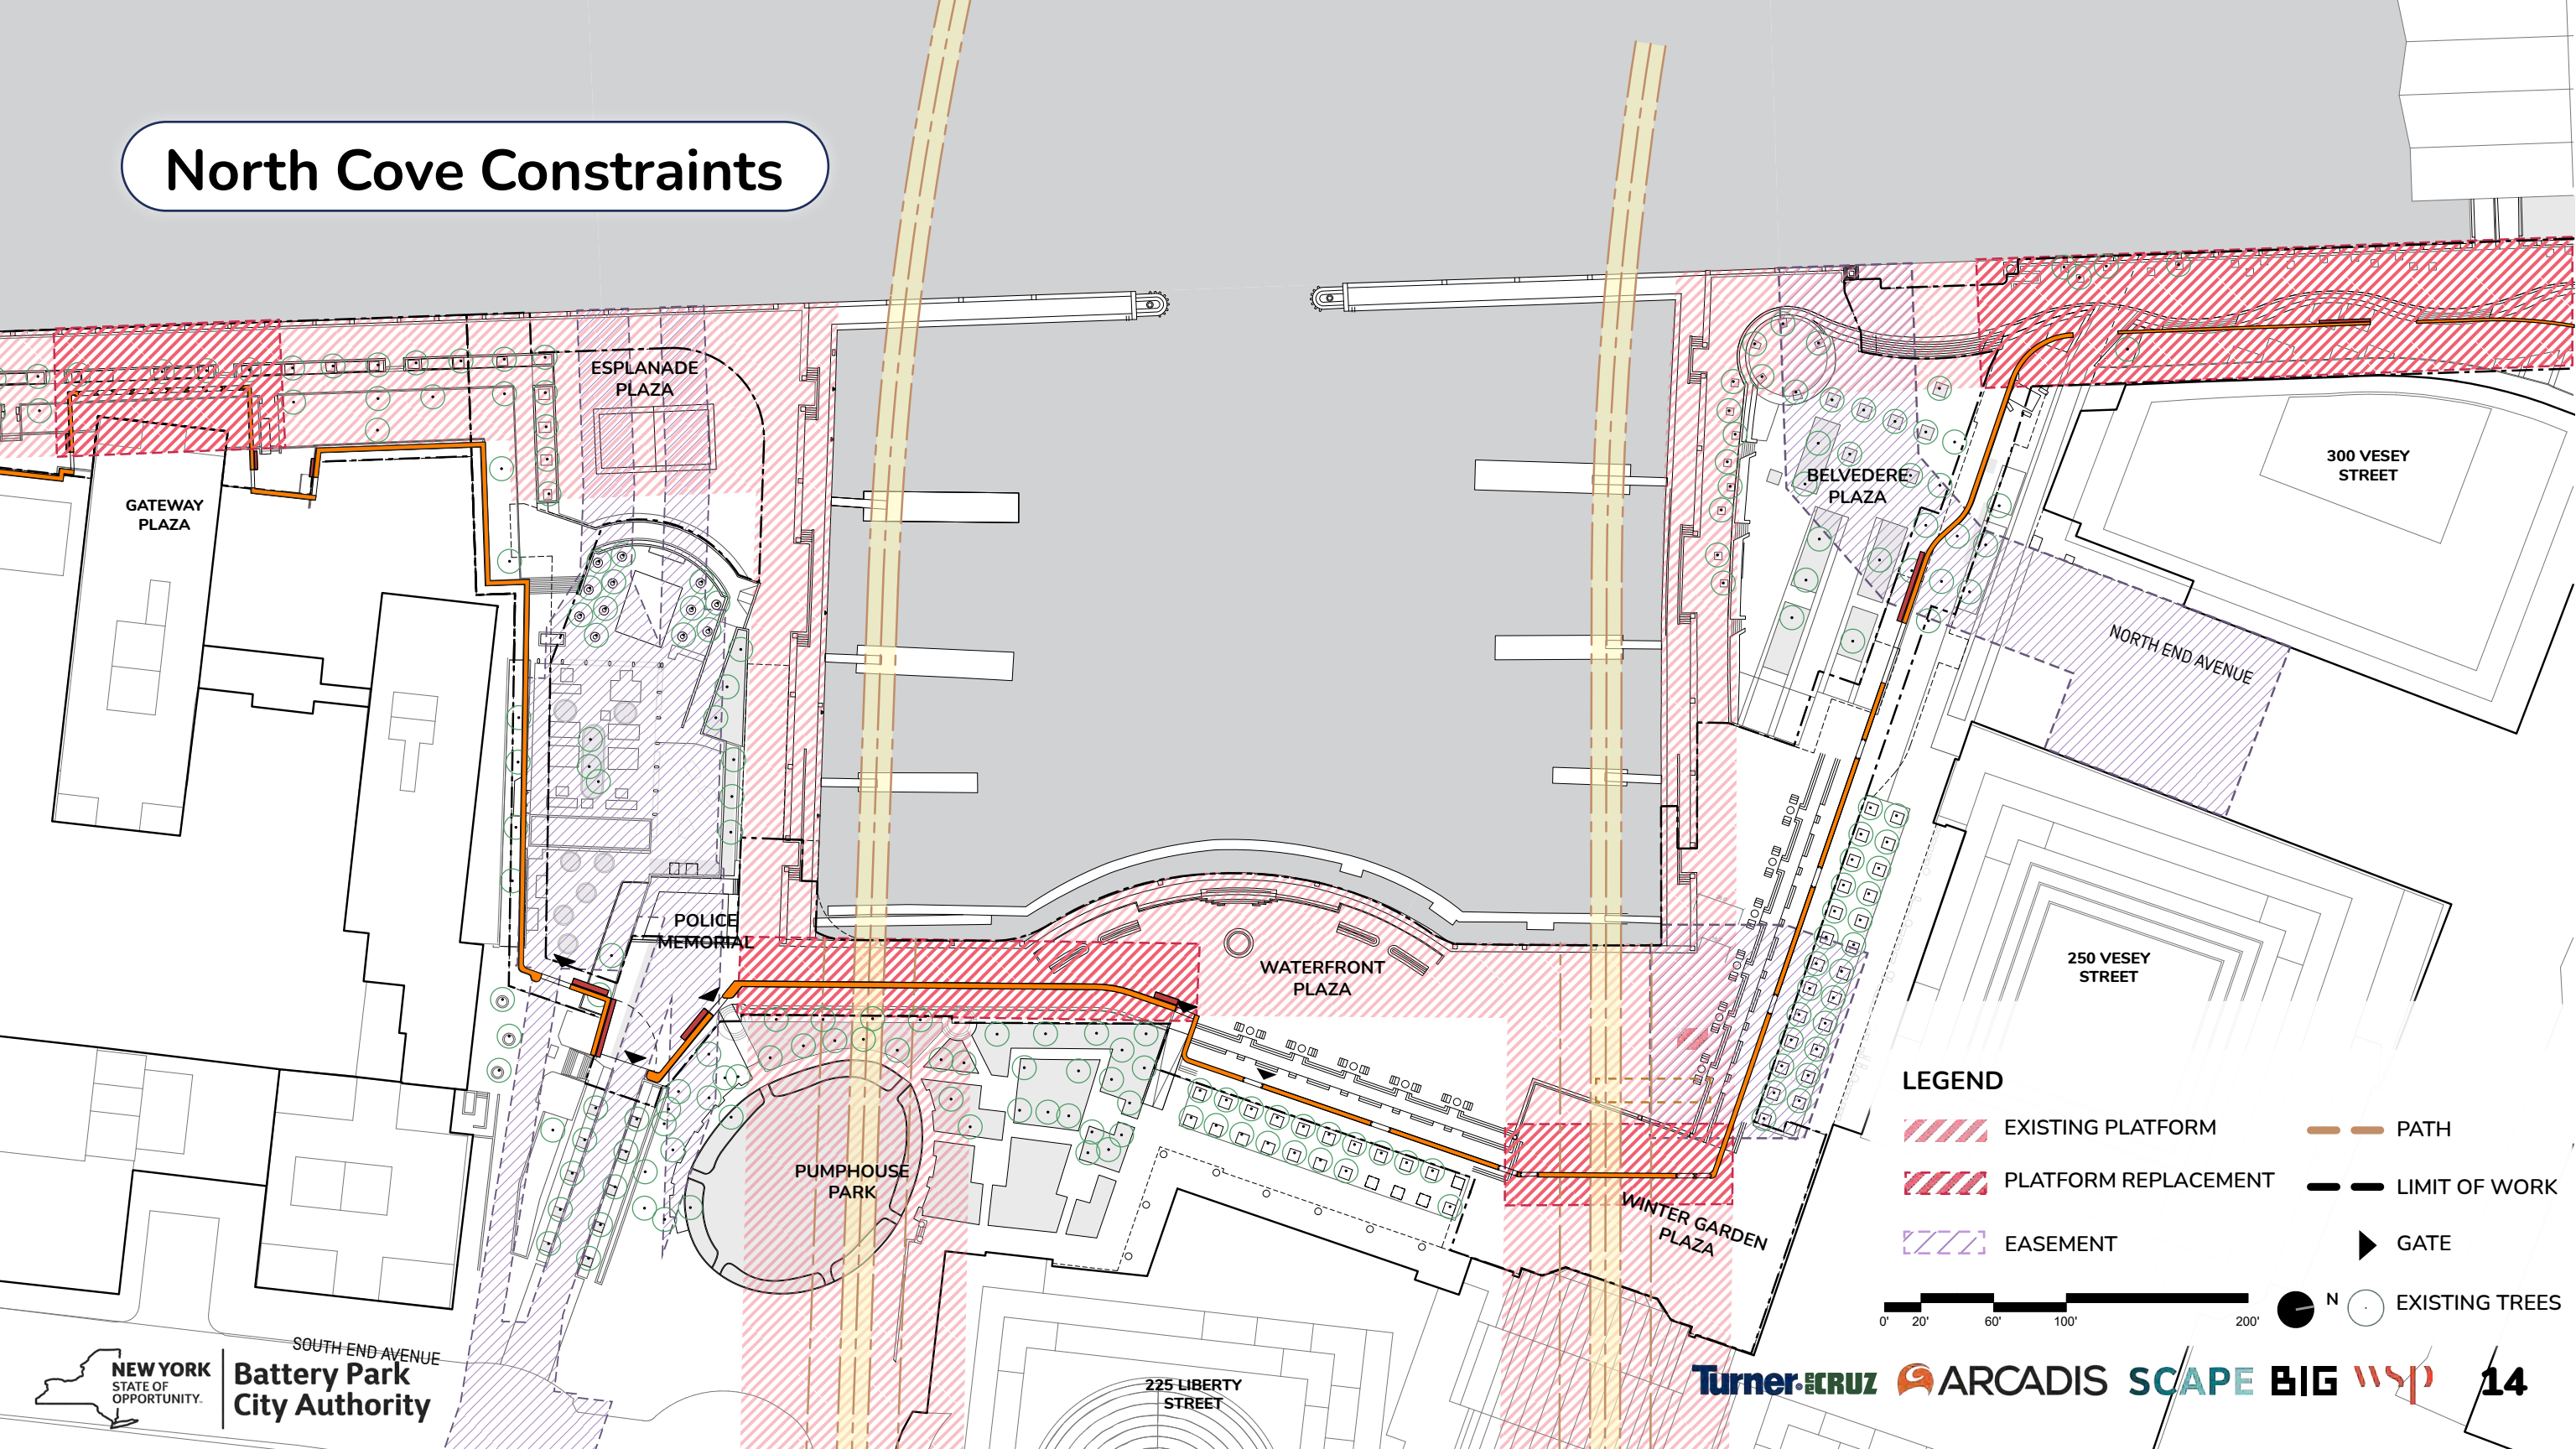 North Cove Constraints
ESPLANADE
PLAZA
GATEWAY
PLAZA
BELVEDERE
PLAZA
300 VESEY
STREET
NORTH END AVENUE
POLICE
MEMORIAL
WATERFRONT
PLAZA
250 VESEY
STREET
PUMPHOUSE
PARK
WINTER GARDEN
PLAZA
225 LIBERTY
STREET
SOUTH END AVENUE
LEGEND
EXISTING PLATFORM
PLATFORM REPLACEMENT
EASEMENT
PATH
LIMIT OF WORK
GATE
EXISTING TREES
N
0' 20' 60' 100' 200'
NEW YORK
STATE OF
OPPORTUNITY.
Battery Park
City Authority
Turner
CRUZ
ARCADIS
SCAPE
BIG
wsp
14